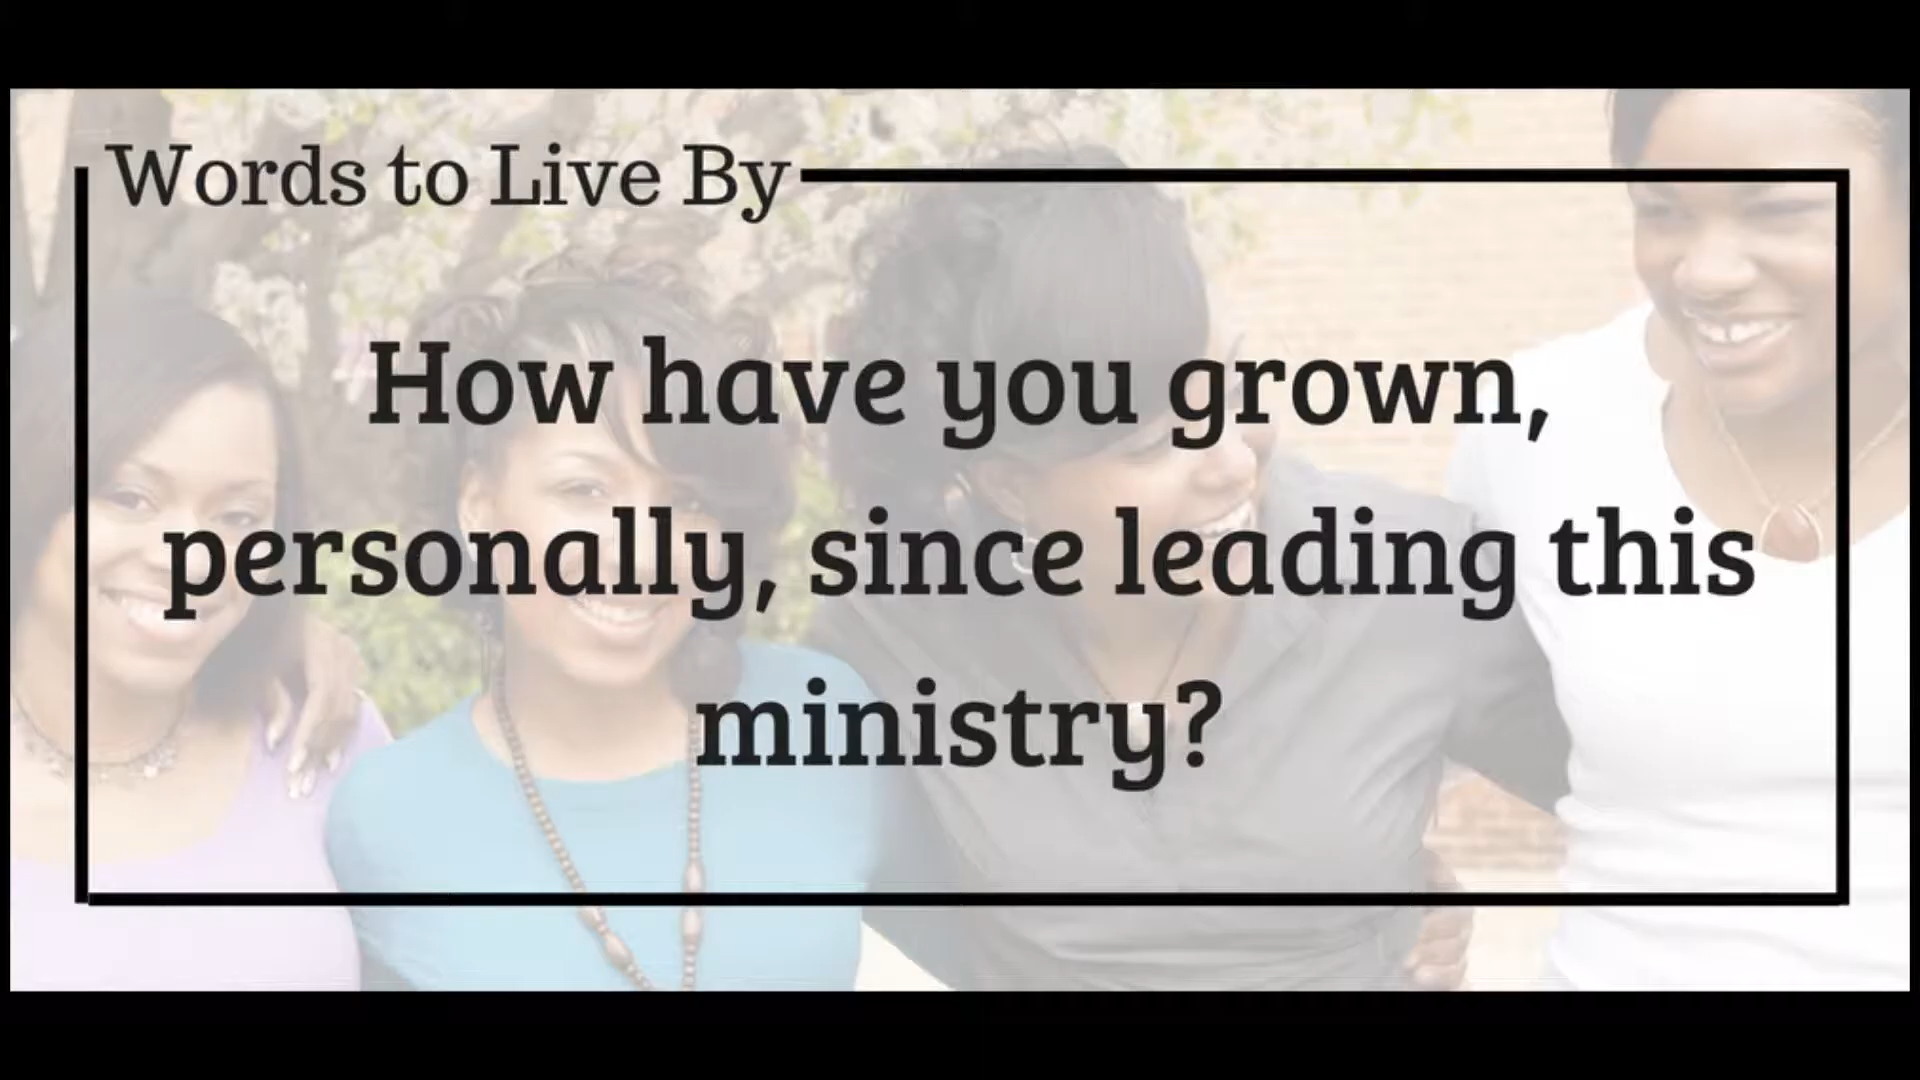 Words to Live By
How have you grown,
personally, since leading this
ministry?